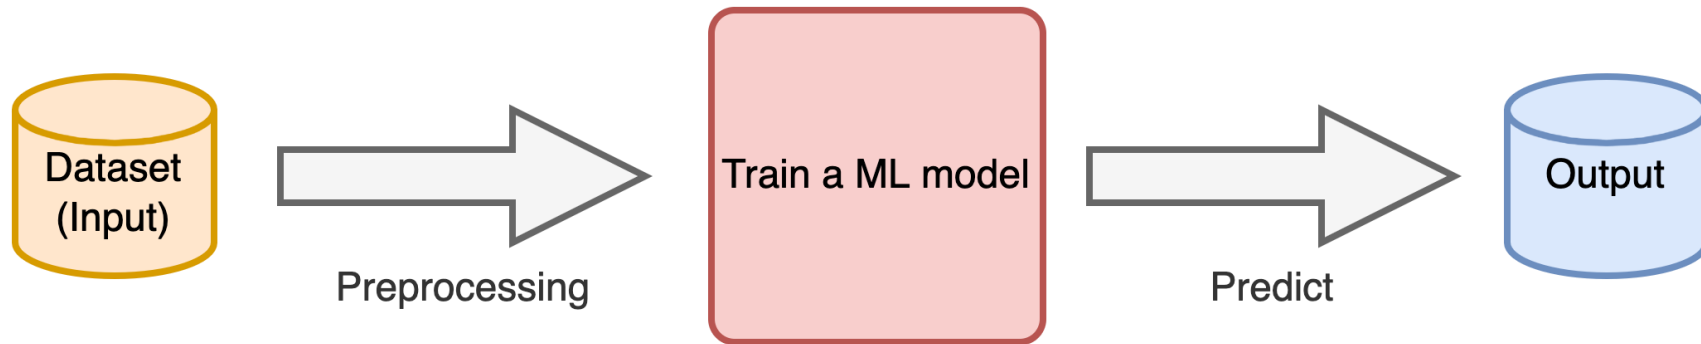 Dataset
(Input)
Preprocessing
Train a ML model
Predict
Output